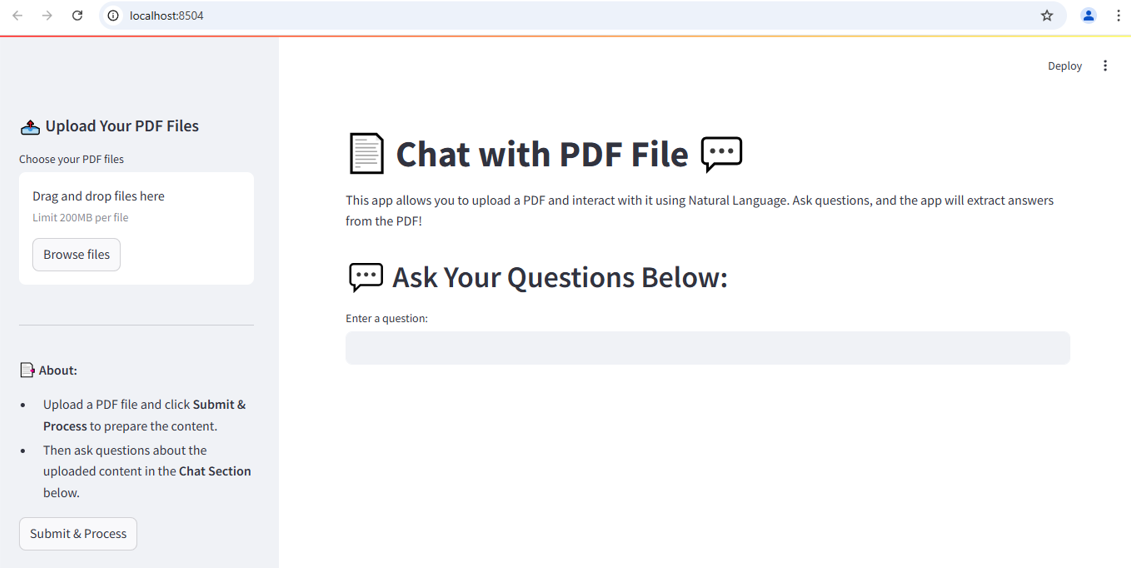 localhost:8504
Deploy
Upload Your PDF Files
Choose your PDF files
Drag and drop files here
Limit 200MB per file
Browse files
About:
Upload a PDF file and click Submit &
Process to prepare the content.
Then ask questions about the
uploaded content in the Chat Section
below.
Submit & Process
Chat with PDF File
This app allows you to upload a PDF and interact with it using Natural Language. Ask questions, and the app will extract answers
from the PDF!
Ask Your Questions Below:
Enter a question: